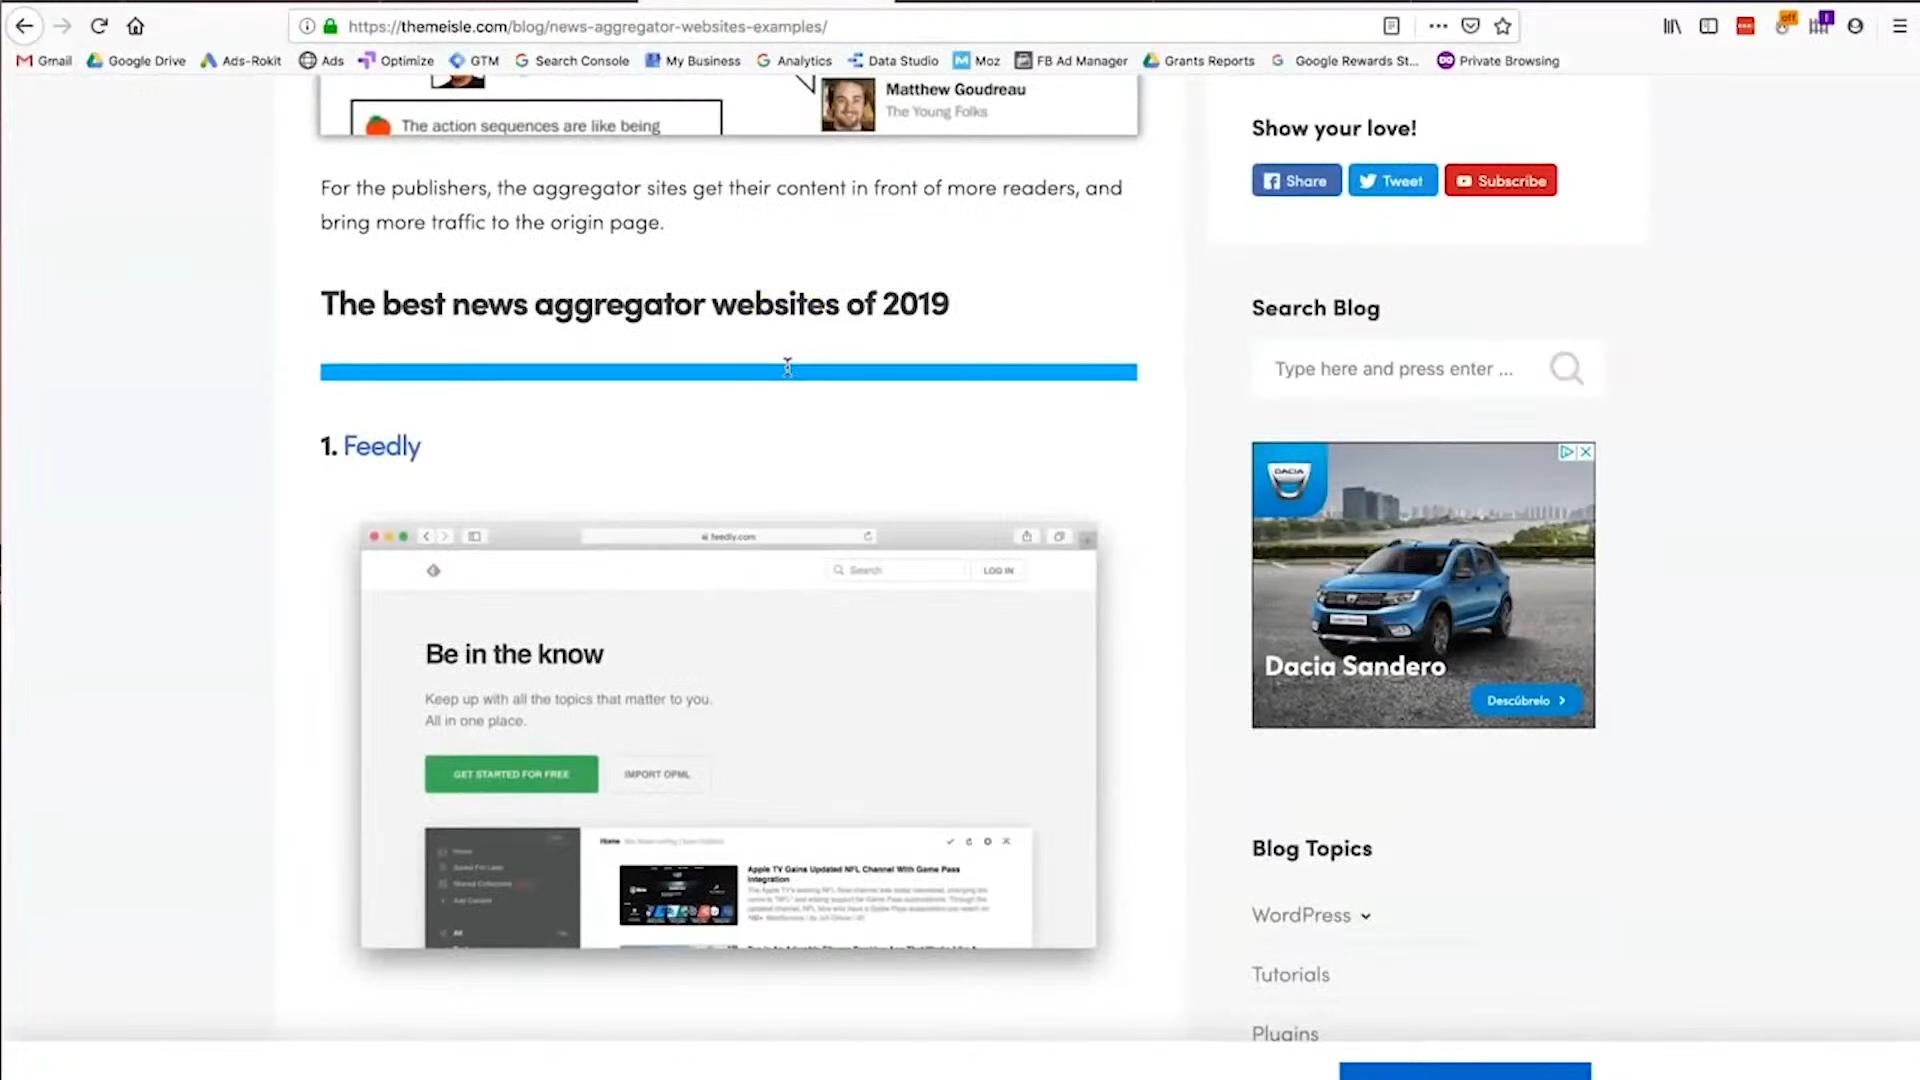 https://themeisle.com/blog/news-aggregator-websites-examples/
off
Gmail
Google Drive
Ads-Rokit
Ads
Optimize
GTM
Search Console
My Business
Analytics
Data Studio
Moz
FB Ad Manager
Grants Reports
Google Rewards St...
Private Browsing
The action sequences are like being
Matthew Goudreau
The Young Folks
For the publishers, the aggregator sites get their content in front of more readers, and
bring more traffic to the origin page.
The best news aggregator websites of 2019
1. Feedly
feedly.com
Search
LOG IN
Be in the know
Keep up with all the topics that matter to you.
All in one place.
GET STARTED FOR FREE
IMPORT OPML
Home
All
Apple TV Gains Updated NFL Channel With Game Pass
Integration
Show your love!
Share
Tweet
Subscribe
Search Blog
Type here and press enter ...
DACIA
Dacia Sandero
Descúbrelo
Blog Topics
WordPress
Tutorials
Plugins